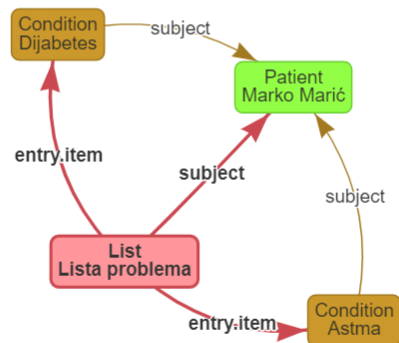 Condition
Dijabetes
subject
Patient
Marko Marić
entry.item
subject
subject
List
Lista problema
entry.item
Condition
Astma